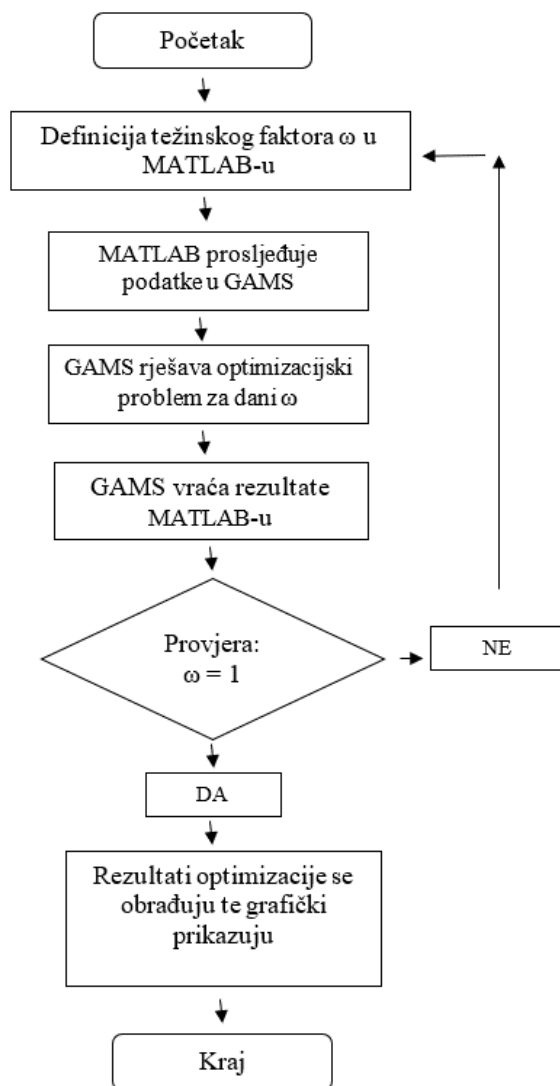 Početak
Definicija težinskog faktora ω u
MATLAB-u
MATLAB prosljeđuje
podatke u GAMS
GAMS rješava optimizacijski
problem za dani ω
GAMS vraća rezultate
MATLAB-u
Provjera:
ω = 1
NE
DA
Rezultati optimizacije se
obrađuju te grafički
prikazuju
Kraj